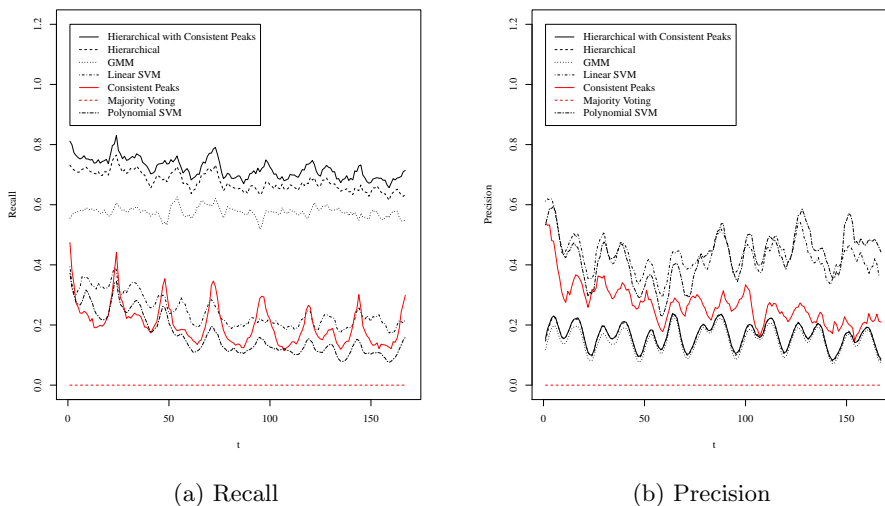 1.2
1.0
0.8
0.6
0.4
0.2
0.0
Recall
Hierarchical with Consistent Peaks
Hierarchical
GMM
Linear SVM
Consistent Peaks
Majority Voting
Polynomial SVM
0 50 100 150
t
(a) Recall
1.2
1.0
0.8
0.6
0.4
0.2
0.0
Precision
Hierarchical with Consistent Peaks
Hierarchical
GMM
Linear SVM
Consistent Peaks
Majority Voting
Polynomial SVM
0 50 100 150
t
(b) Precision